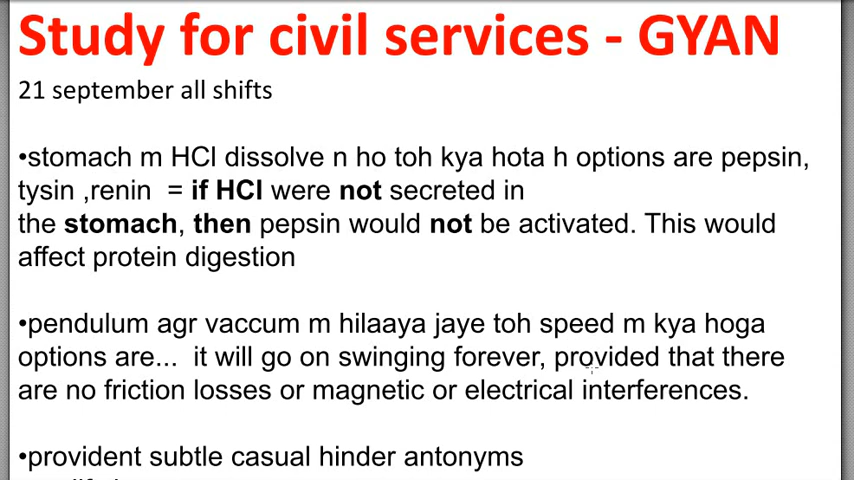 Study for civil services - GYAN
21 september all shifts
•stomach m HCl dissolve n ho toh kya hota h options are pepsin,
tysin ,renin = if HCl were not secreted in
the stomach, then pepsin would not be activated. This would
affect protein digestion
•pendulum agr vaccum m hilaaya jaye toh speed m kya hoga
options are... it will go on swinging forever, provided that there
are no friction losses or magnetic or electrical interferences.
•provident subtle casual hinder antonyms